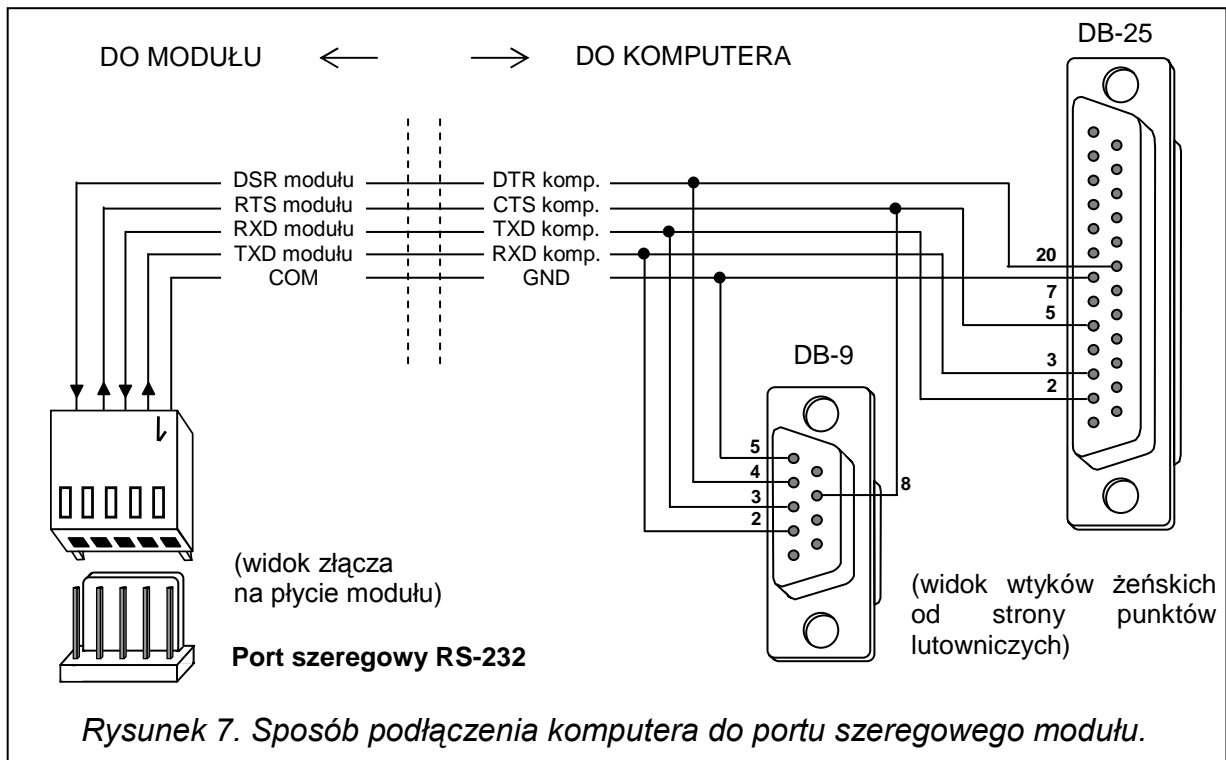 DO MODUŁU
DO KOMPUTERA
DB-25
DSR modułu
DTR komp.
RTS modułu
CTS komp.
RXD modułu
TXD komp.
TXD modułu
RXD komp.
COM
GND
20
7
5
3
2
DB-9
5
4
3
2
8
(widok złącza
na płycie modułu)
Port szeregowy RS-232
(widok wtyków żeńskich
od strony punktów
lutowniczych)
Rysunek 7. Sposób podłączenia komputera do portu szeregowego modułu.